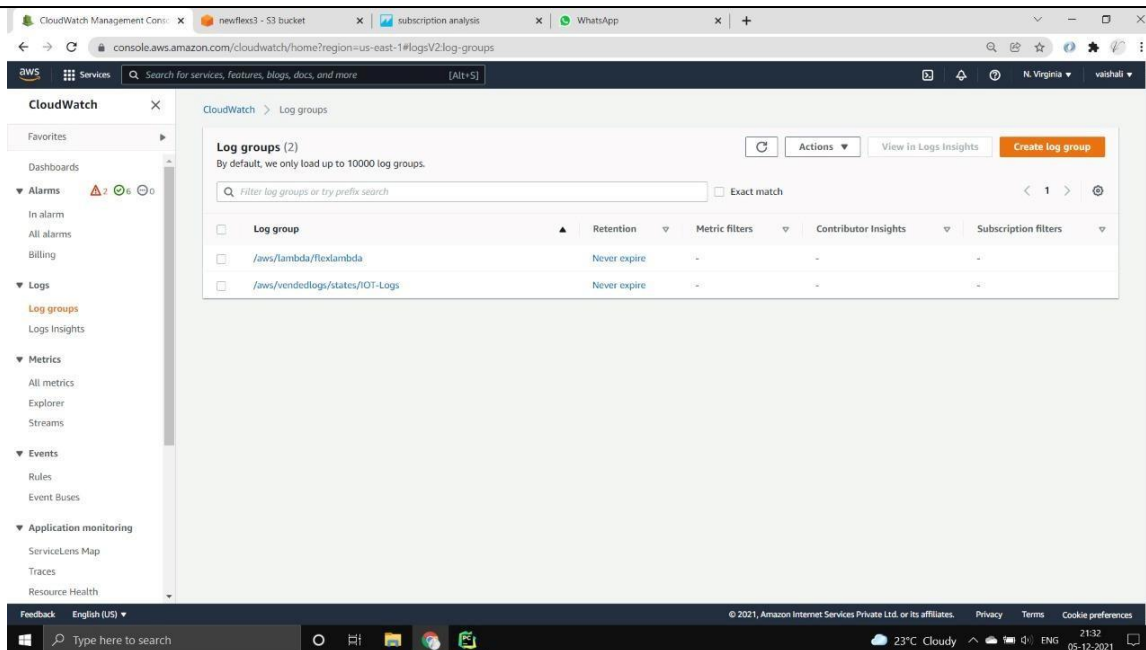 CloudWatch Management Cons
newflexs3 - S3 bucket
subscription analysis
WhatsApp
console.aws.amazon.com/cloudwatch/home?region=us-east-1#logsV2:log-groups
aws Services Search for services, features, blogs, docs, and more [Alt+S] N. Virginia vaishali
CloudWatch
Favorites
Dashboards
Alarms 2 6 0
In alarm
All alarms
Billing
Logs
Log groups
Logs Insights
Metrics
All metrics
Explorer
Streams
Events
Rules
Event Buses
Application monitoring
ServiceLens Map
Traces
Resource Health
CloudWatch > Log groups
Log groups (2)
By default, we only load up to 10000 log groups.
Actions View in Logs Insights Create log group
Filter log groups or try prefix search Exact match 1
Log group Retention Metric filters Contributor Insights Subscription filters
/aws/lambda/flexlambda Never expire - - -
/aws/vendedlogs/states/IOT-Logs Never expire - - -
Feedback English (US) © 2021, Amazon Internet Services Private Ltd. or its affiliates. Privacy Terms Cookie preferences
Type here to search 23°C Cloudy ENG 21:32
05-12-2021